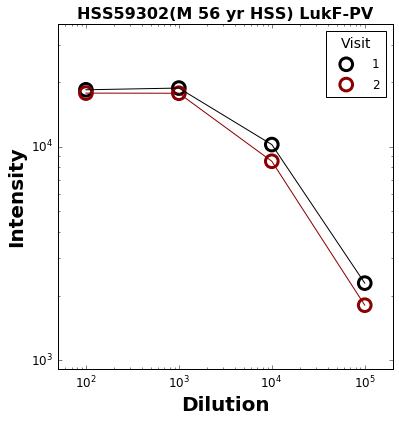 HSS59302(M 56 yr HSS) LukF-PV
Visit
1
2
10^4
10^3
Intensity
10^2 10^3 10^4 10^5
Dilution